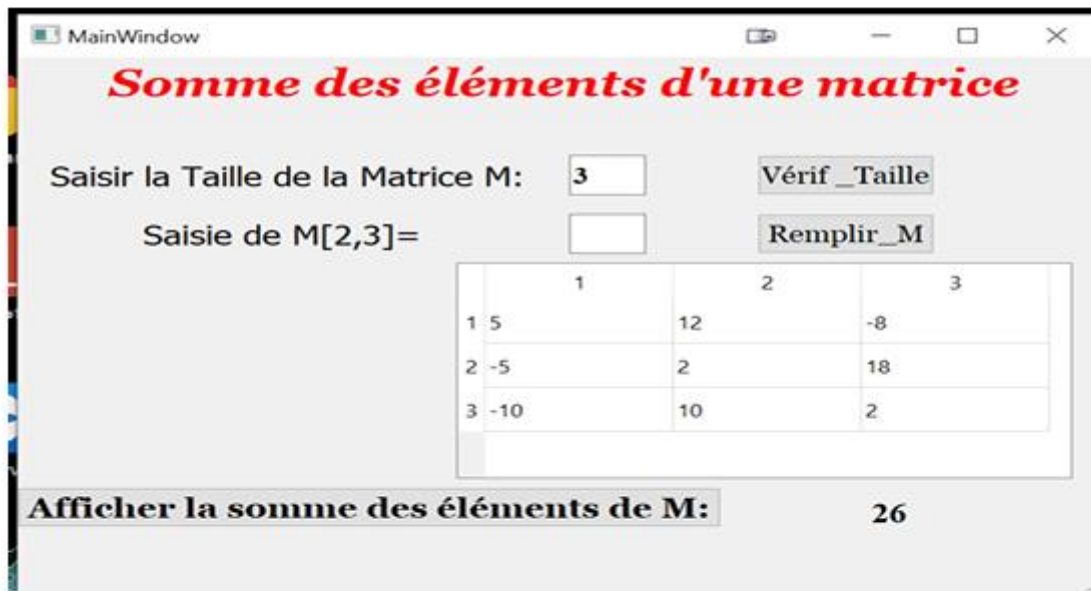 MainWindow
Somme des éléments d'une matrice
Saisir la Taille de la Matrice M: 3 Vérif _Taille
Saisie de M[2,3]= Remplir_M
1 2 3
1 5 12 -8
2 -5 2 18
3 -10 10 2
Afficher la somme des éléments de M: 26